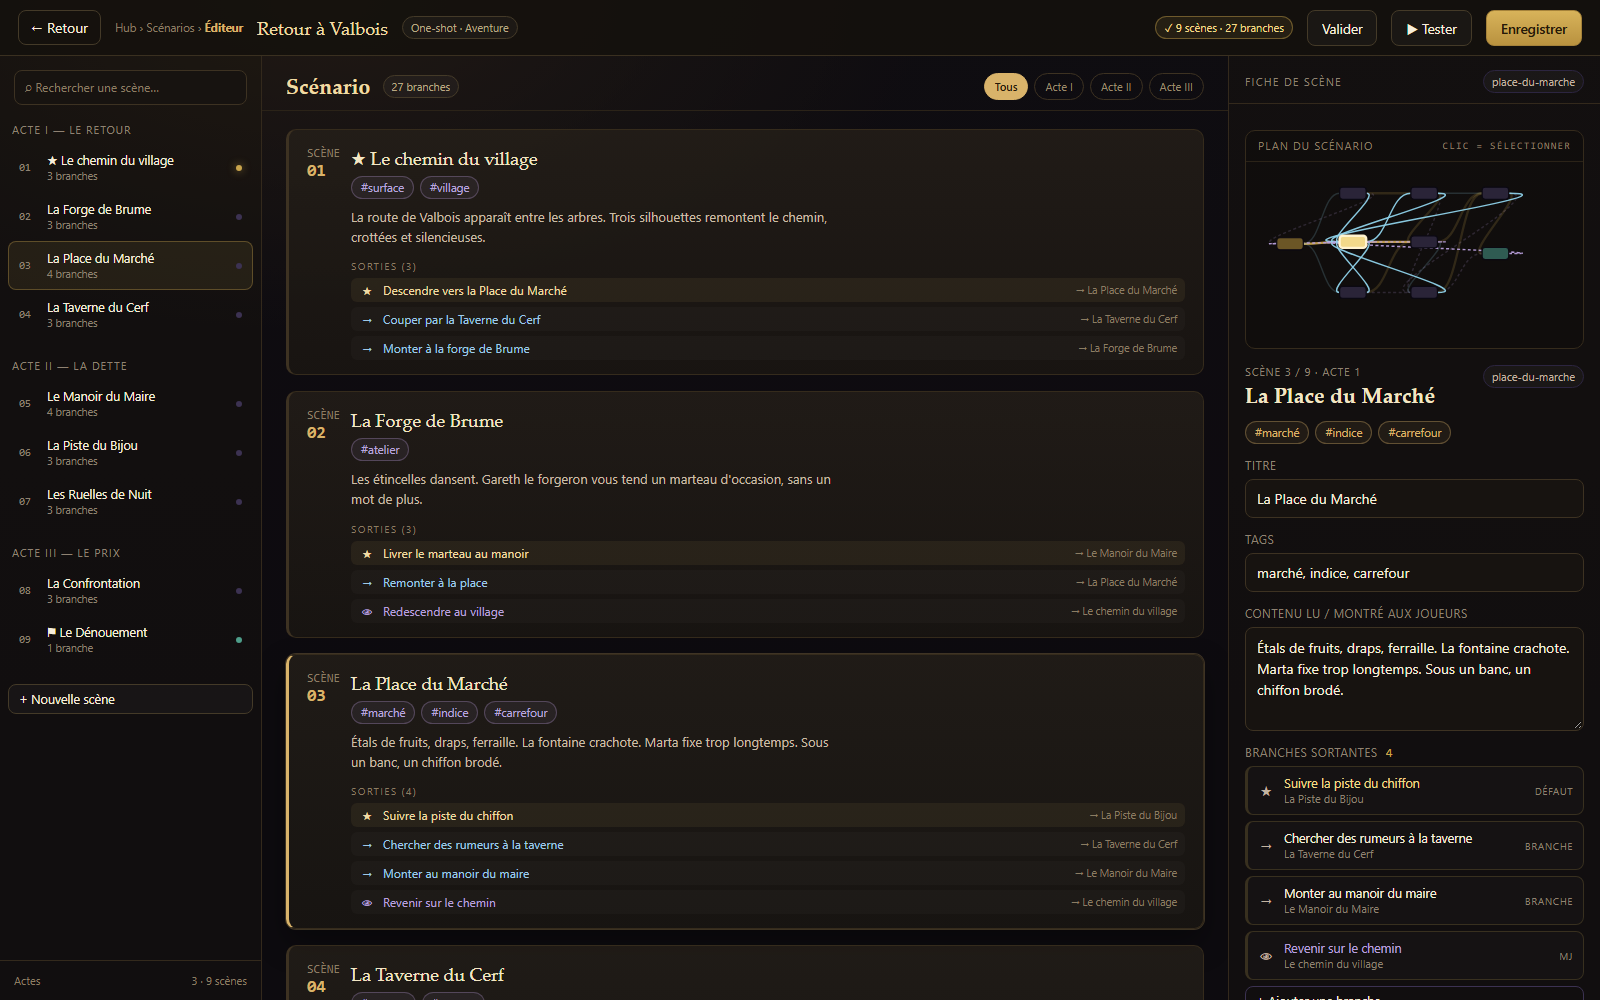 ← Retour
Hub › Scénarios › Éditeur
Retour à Valbois
One-shot · Aventure
✓ 9 scènes · 27 branches
Valider
▶ Tester
Enregistrer
Rechercher une scène...
ACTE I — LE RETOUR
01 ★ Le chemin du village
3 branches
02 La Forge de Brume
3 branches
03 La Place du Marché
4 branches
04 La Taverne du Cerf
3 branches
ACTE II — LA DETTE
05 Le Manoir du Maire
4 branches
06 La Piste du Bijou
3 branches
07 Les Ruelles de Nuit
3 branches
ACTE III — LE PRIX
08 La Confrontation
3 branches
09 ⚑ Le Dénouement
1 branche
+ Nouvelle scène
Actes
3 · 9 scènes
Scénario
27 branches
Tous
Acte I
Acte II
Acte III
SCÈNE 01
★ Le chemin du village
#surface #village
La route de Valbois apparaît entre les arbres. Trois silhouettes remontent le chemin,
crottées et silencieuses.
SORTIES (3)
★ Descendre vers la Place du Marché → La Place du Marché
→ Couper par la Taverne du Cerf → La Taverne du Cerf
→ Monter à la forge de Brume → La Forge de Brume
SCÈNE 02
La Forge de Brume
#atelier
Les étincelles dansent. Gareth le forgeron vous tend un marteau d'occasion, sans un
mot de plus.
SORTIES (3)
★ Livrer le marteau au manoir → Le Manoir du Maire
→ Remonter à la place → La Place du Marché
Redescendre au village → Le chemin du village
SCÈNE 03
La Place du Marché
#marché #indice #carrefour
Étals de fruits, draps, ferraille. La fontaine crachote. Marta fixe trop longtemps. Sous
un banc, un chiffon brodé.
SORTIES (4)
★ Suivre la piste du chiffon → La Piste du Bijou
→ Chercher des rumeurs à la taverne → La Taverne du Cerf
→ Monter au manoir du maire → Le Manoir du Maire
Revenir sur le chemin → Le chemin du village
SCÈNE 04
La Taverne du Cerf
FICHE DE SCÈNE
place-du-marche
PLAN DU SCÉNARIO
CLIC = SÉLECTIONNER
SCÈNE 3 / 9 · ACTE 1
place-du-marche
La Place du Marché
#marché #indice #carrefour
TITRE
La Place du Marché
TAGS
marché, indice, carrefour
CONTENU LU / MONTRÉ AUX JOUEURS
Étals de fruits, draps, ferraille. La fontaine crachote.
Marta fixe trop longtemps. Sous un banc, un
chiffon brodé.
BRANCHES SORTANTES 4
★ Suivre la piste du chiffon
La Piste du Bijou
DÉFAUT
→ Chercher des rumeurs à la taverne
La Taverne du Cerf
BRANCHE
→ Monter au manoir du maire
Le Manoir du Maire
BRANCHE
Revenir sur le chemin
Le chemin du village
MJ